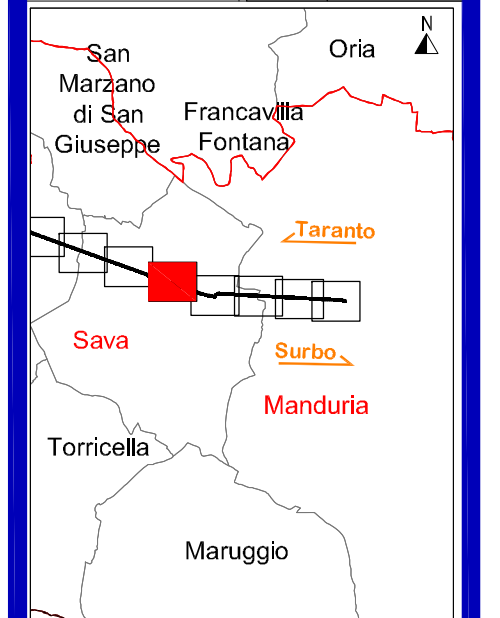 N
Oria
San
Marzano
di San
Giuseppe
Francavilla
Fontana
Taranto
Sava
Surbo
Manduria
Torricella
Maruggio